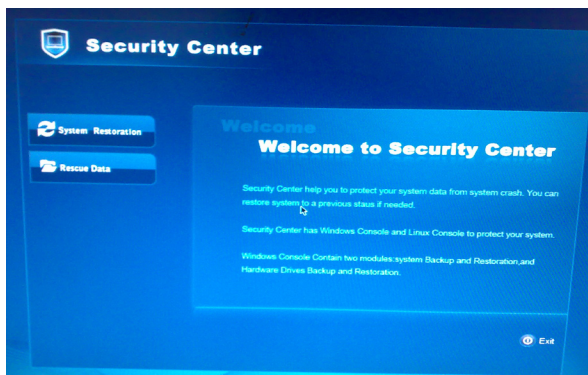 Security Center
System Restoration
Rescue Data
Welcome
Welcome to Security Center
Security Center help you to protect your system data from system crash. You can
restore system to a previous staus if needed.
Security Center has Windows Console and Linux Console to protect your system.
Windows Console Contain two modules:system Backup and Restoration,and
Hardware Drives Backup and Restoration.
Exit